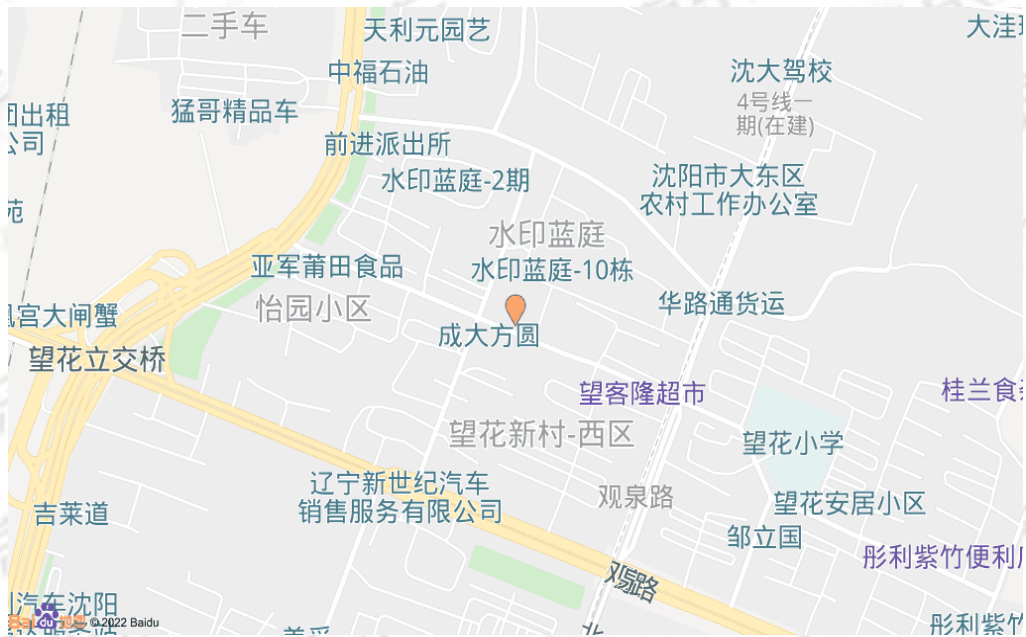 二手车
天利元园艺
大洼
中福石油
沈大驾校
4号线一
期(在建)
团出租
公司
猛哥精品车
前进派出所
水印蓝庭-2期
沈阳市大东区
农村工作办公室
苑
水印蓝庭
亚军莆田食品
水印蓝庭-10栋
怡园小区
华路通货运
宫大闸蟹
成大方圆
望花立交桥
望客隆超市
桂兰食
望花新村-西区
望花小学
辽宁新世纪汽车
销售服务有限公司
观泉路
吉莱道
望花安居小区
邹立国
彤利紫竹便利
汽车沈阳
Bai du
© 2022 Baidu
彤利紫竹
北